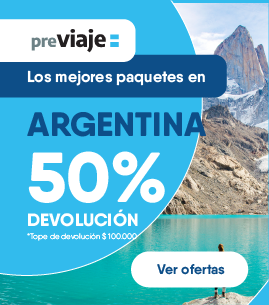 previaje
Los mejores paquetes en
ARGENTINA
50%
DEVOLUCIÓN
*Tope de devolución $100.000
Ver ofertas